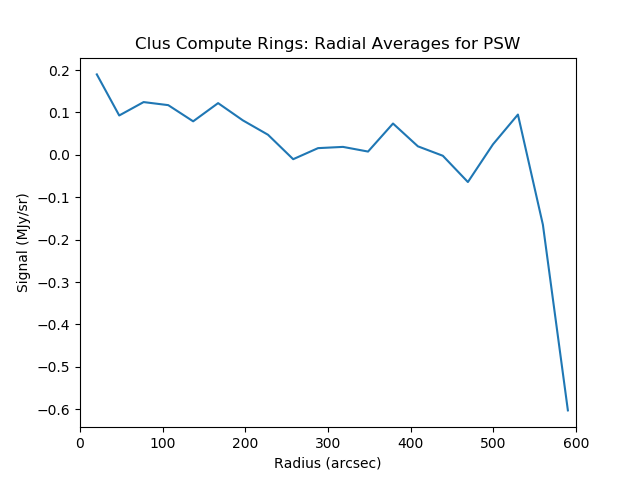 Clus Compute Rings: Radial Averages for PSW
0.2
0.1
0.0
−0.1
−0.2
−0.3
−0.4
−0.5
−0.6
Signal (MJy/sr)
0 100 200 300 400 500 600
Radius (arcsec)